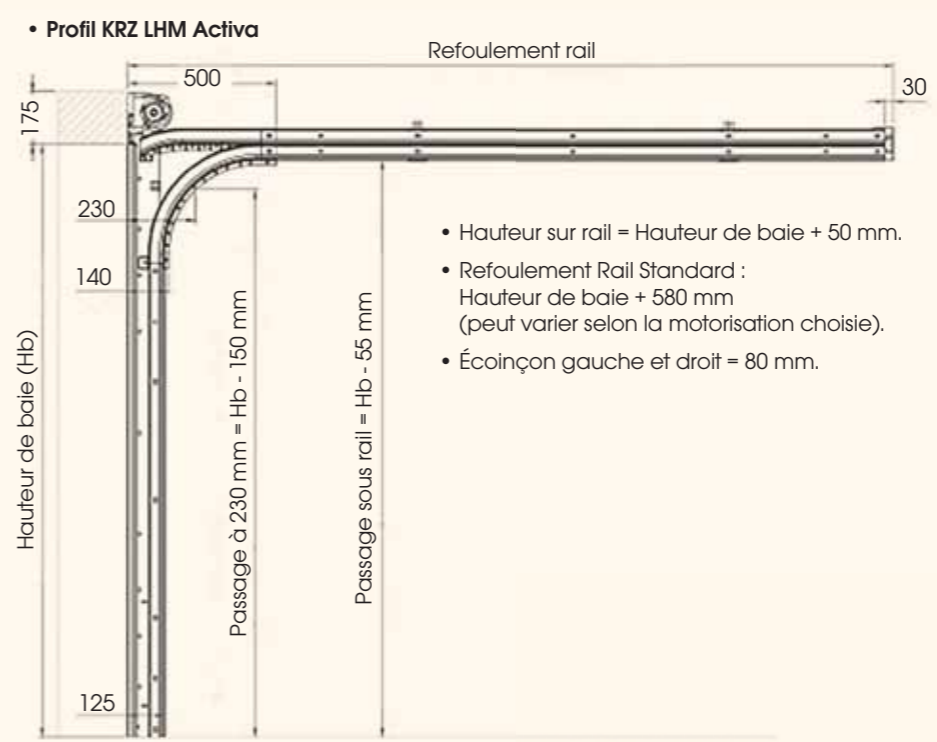 • Profil KRZ LHM Activa
Refoulement rail
500
30
175
230
140
• Hauteur sur rail = Hauteur de baie + 50 mm.
• Refoulement Rail Standard :
Hauteur de baie + 580 mm
(peut varier selon la motorisation choisie).
• Écoinçon gauche et droit = 80 mm.
Hauteur de baie (Hb)
Passage à 230 mm = Hb - 150 mm
Passage sous rail = Hb - 55 mm
125